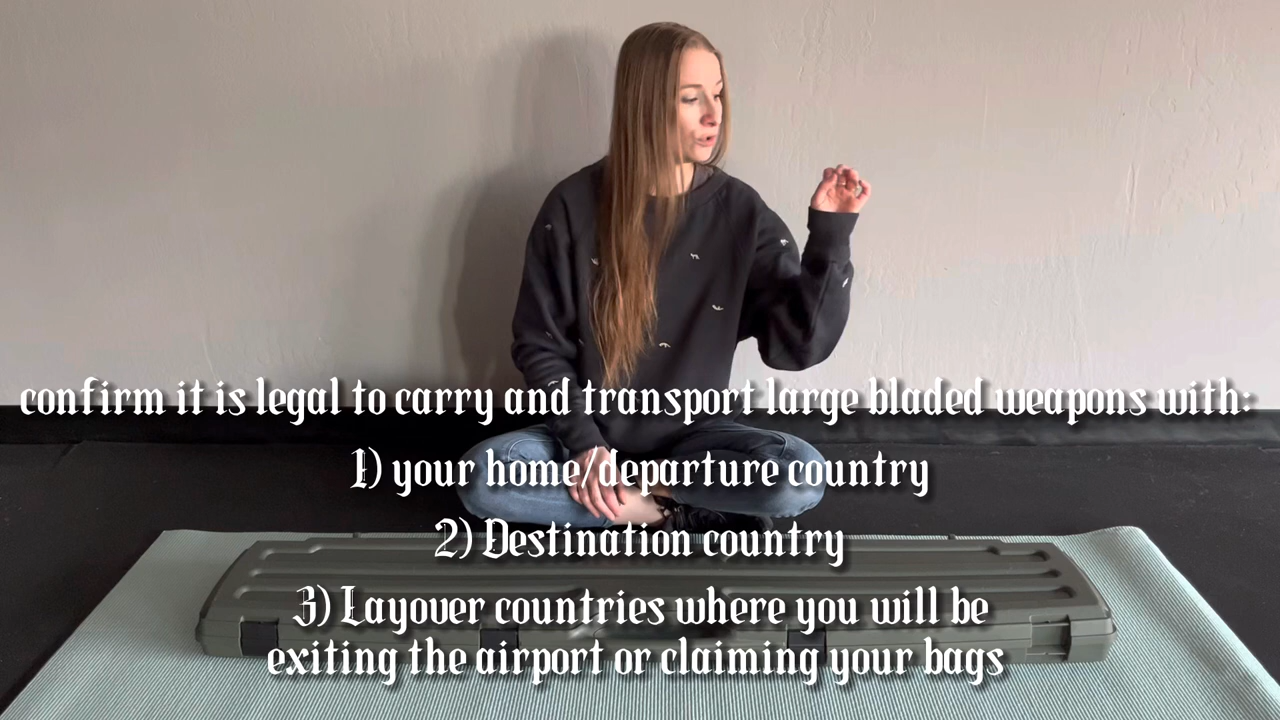 confirm it is legal to carry and transport large bladed weapons with:
1) your home/departure country
2) Destination country
3) Layover countries where you will be
exiting the airport or claiming your bags